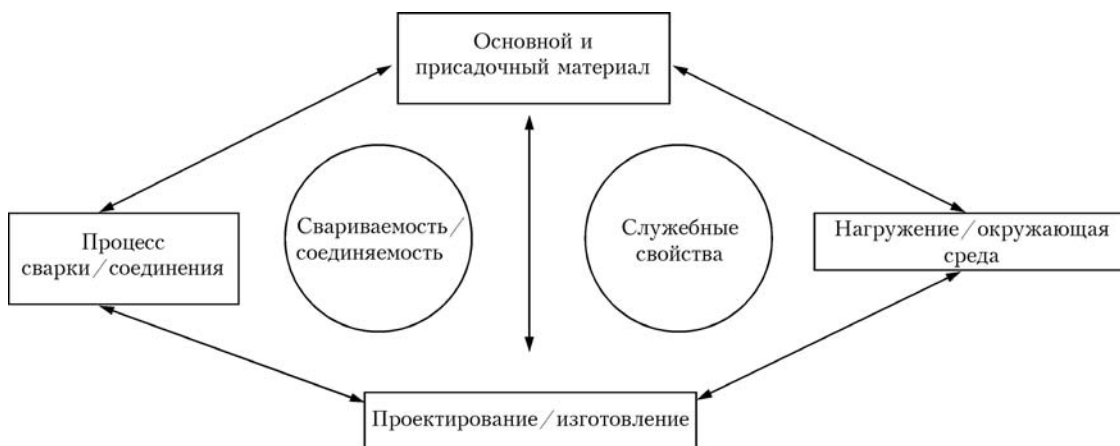 Основной и
присадочный материал
Свариваемость/
соединяемость
Служебные
свойства
Процесс
сварки/соединения
Нагружение/окружающая
среда
Проектирование/изготовление